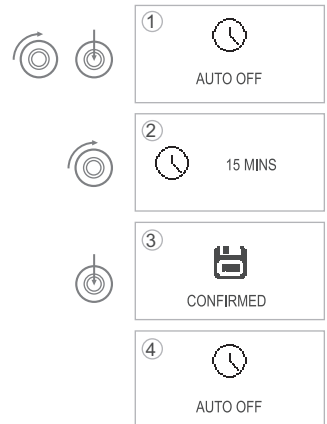 1
AUTO OFF
2
15 MINS
3
CONFIRMED
4
AUTO OFF